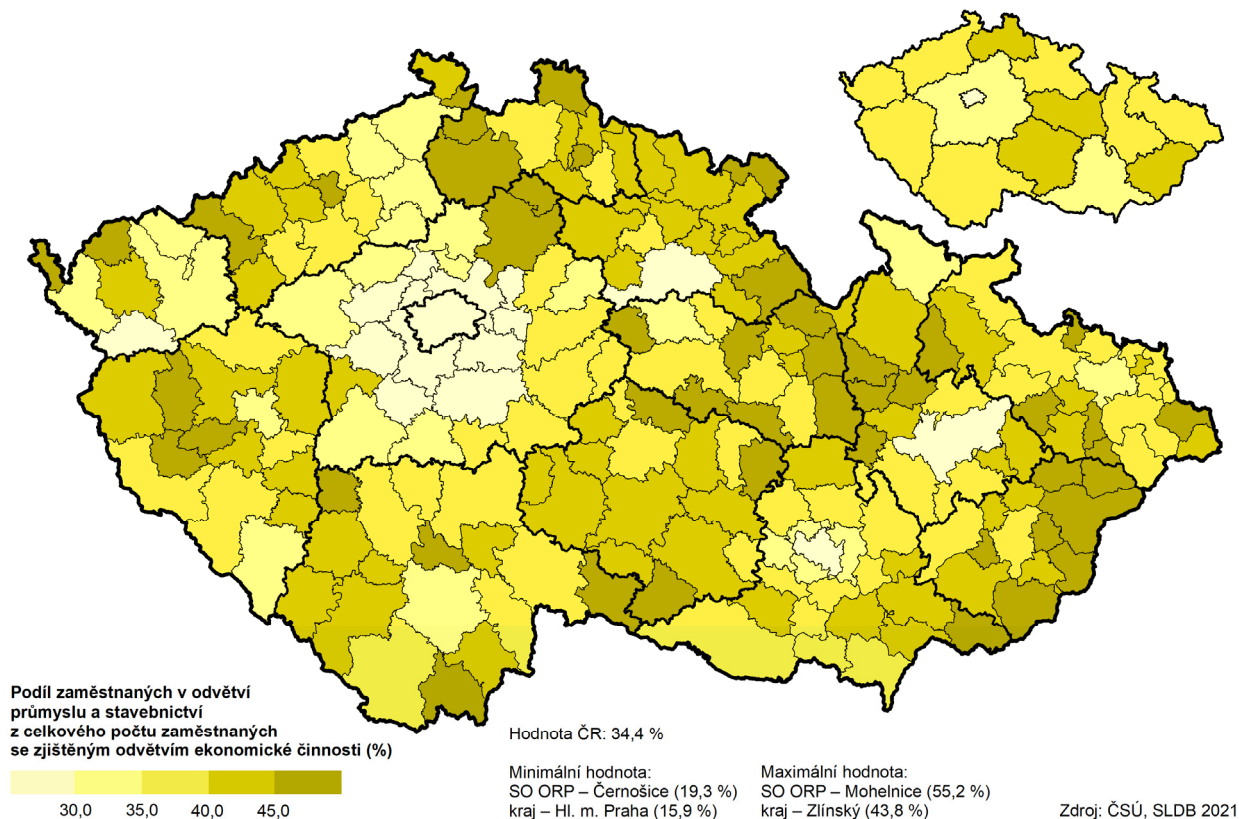 Podíl zaměstnaných v odvětví
průmyslu a stavebnictví
z celkového počtu zaměstnaných
se zjištěným odvětvím ekonomické činnosti (%)
30,0 35,0 40,0 45,0
Hodnota ČR: 34,4 %
Minimální hodnota:
SO ORP – Černošice (19,3 %)
kraj – Hl. m. Praha (15,9 %)
Maximální hodnota:
SO ORP – Mohelnice (55,2 %)
kraj – Zlínský (43,8 %)
Zdroj: ČSÚ, SLDB 2021